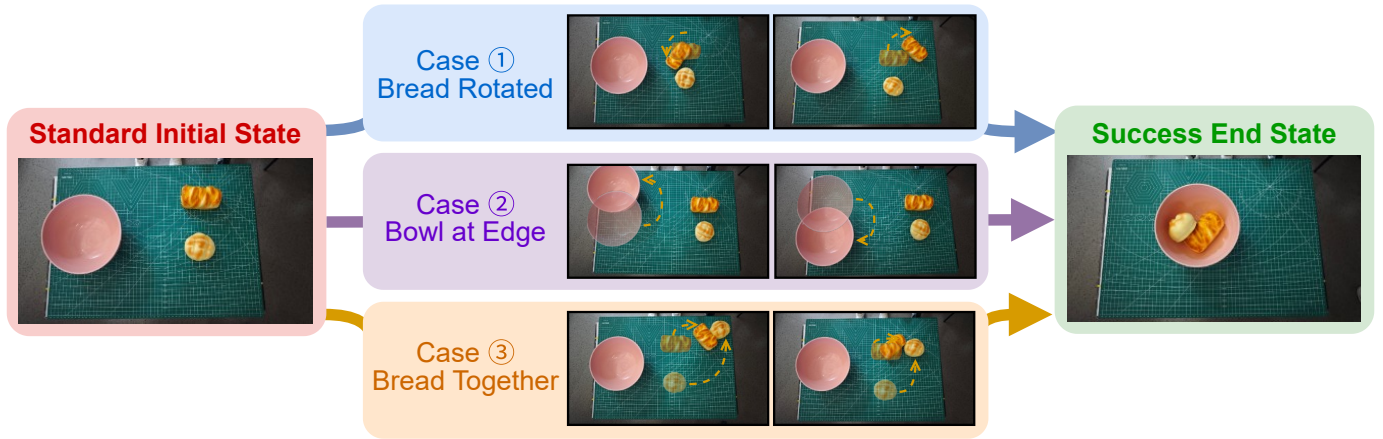 Standard Initial State
Case ①
Bread Rotated
Case ②
Bowl at Edge
Case ③
Bread Together
Success End State